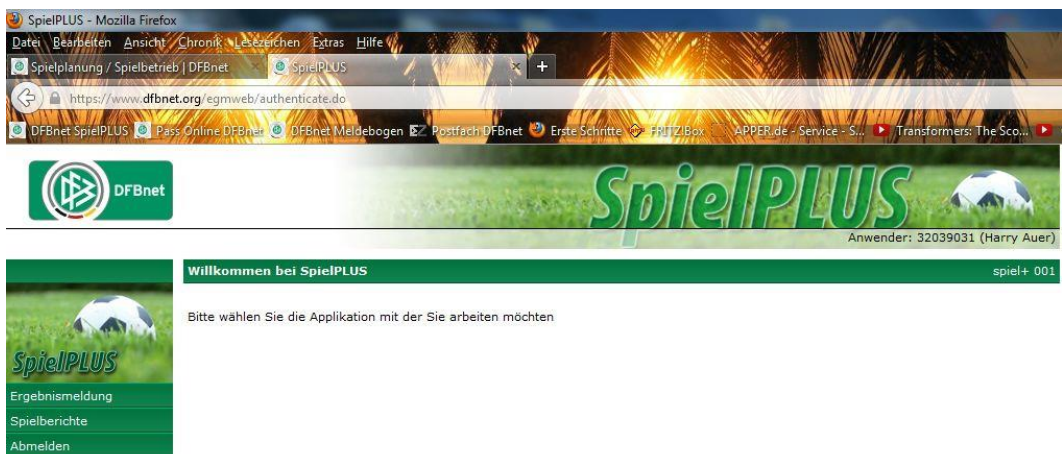 SpielPLUS - Mozilla Firefox
Datei Bearbeiten Ansicht Chronik Lesezeichen Extras Hilfe
Spielplanung / Spielbetrieb | DFBnet × SpielPLUS × +
https://www.dfbnet.org/egmweb/authenticate.do
DFBnet SpielPLUS Pass Online DFBnet DFBnet Meldebogen Postfach DFBnet Erste Schritte FRITZ!Box APPER.de - Service - S... Transformers: The Sco...
DFBnet
SpielPLUS
Anwender: 32039031 (Harry Auer)
Willkommen bei SpielPLUS spiel+ 001
Bitte wählen Sie die Applikation mit der Sie arbeiten möchten
SpielPLUS
Ergebnismeldung
Spielberichte
Abmelden